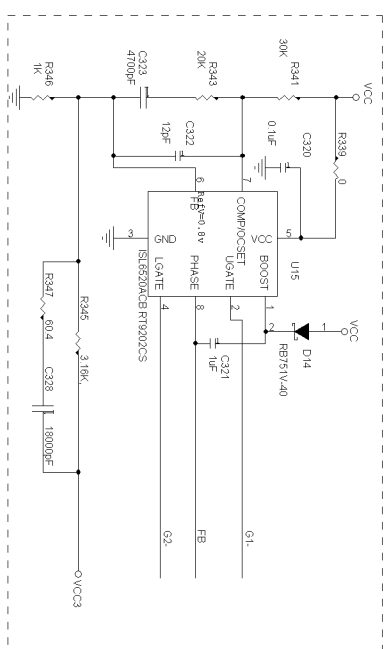 VCC
R339
0
R341
30K
R343
20K
C323
4700pF
R346
1K
C320
0.1uF
C322
12pF
U15
VCC
5
BOOST
1
COMP/OCSET
7
UGATE
2
RefV=0.8v
FB
6
PHASE
8
GND
3
LGATE
4
ISL6520ACB RT9202CS
VCC
1
D14
2
RB751V-40
C321
1uF
G1-
FB
G2-
R345
3.16K
R347
60.4
C328
18000pF
VCC3